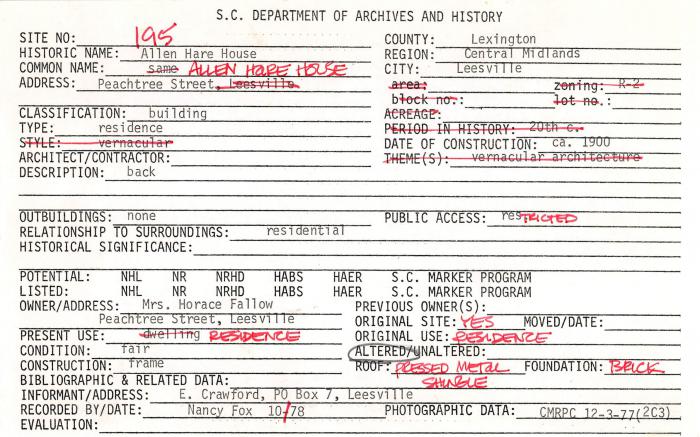 S.C. DEPARTMENT OF ARCHIVES AND HISTORY
SITE NO: 195 COUNTY: Lexington
HISTORIC NAME: Allen Hare House REGION: Central Midlands
COMMON NAME: same ALLEN HARE HOUSE CITY: Leesville
ADDRESS: Peachtree Street, Leesville area: zoning: R-2
block no.: lot no.:
CLASSIFICATION: building ACREAGE:
TYPE: residence PERIOD IN HISTORY: 20th c.
STYLE: vernacular DATE OF CONSTRUCTION: ca. 1900
ARCHITECT/CONTRACTOR: THEME(S): vernacular architecture
DESCRIPTION: back
OUTBUILDINGS: none PUBLIC ACCESS: resTRICTED
RELATIONSHIP TO SURROUNDINGS: residential
HISTORICAL SIGNIFICANCE:
POTENTIAL: NHL NR NRHD HABS HAER S.C. MARKER PROGRAM
LISTED: NHL NR NRHD HABS HAER S.C. MARKER PROGRAM
OWNER/ADDRESS: Mrs. Horace Fallow PREVIOUS OWNER(S):
Peachtree Street, Leesville ORIGINAL SITE: YES MOVED/DATE:
PRESENT USE: dwelling RESIDENCE ORIGINAL USE: RESIDENCE
CONDITION: fair ALTERED/UNALTERED:
CONSTRUCTION: frame ROOF: PRESSED METAL SHINGLE FOUNDATION: BRICK
BIBLIOGRAPHIC & RELATED DATA:
INFORMANT/ADDRESS: E. Crawford, PO Box 7, Leesville
RECORDED BY/DATE: Nancy Fox 10/78 PHOTOGRAPHIC DATA: CMRPC 12-3-77(2C3)
EVALUATION: